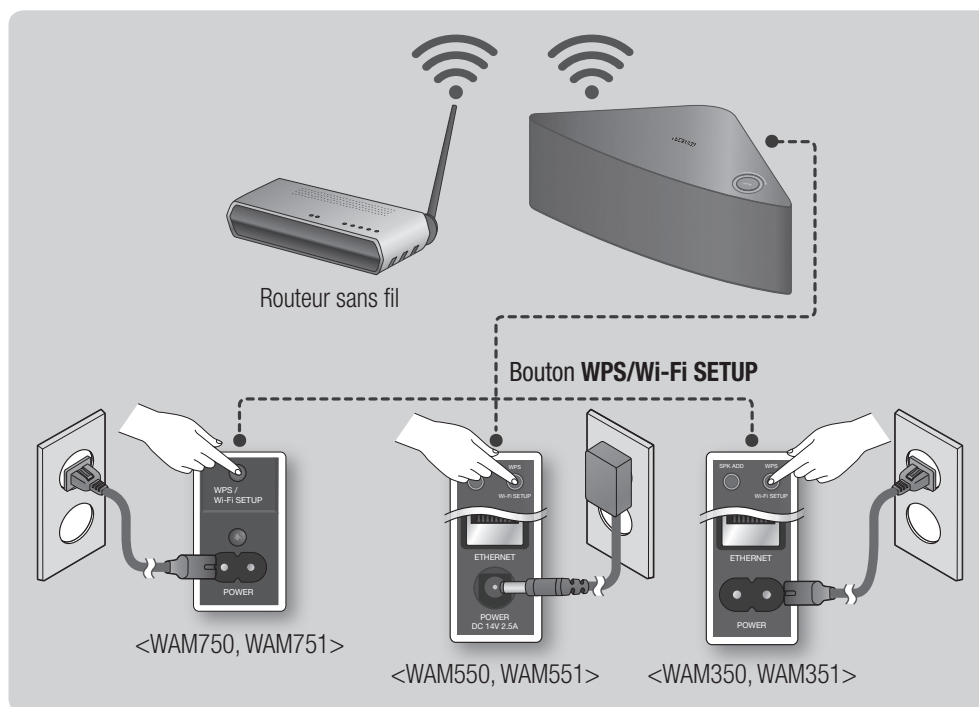 Routeur sans fil
Bouton WPS/Wi-Fi SETUP
WPS /
Wi-Fi SETUP
POWER
<WAM750, WAM751>
WPS
Wi-Fi SETUP
ETHERNET
POWER
DC 14V 2.5A
<WAM550, WAM551>
SPK ADD
WPS
Wi-Fi SETUP
ETHERNET
POWER
<WAM350, WAM351>